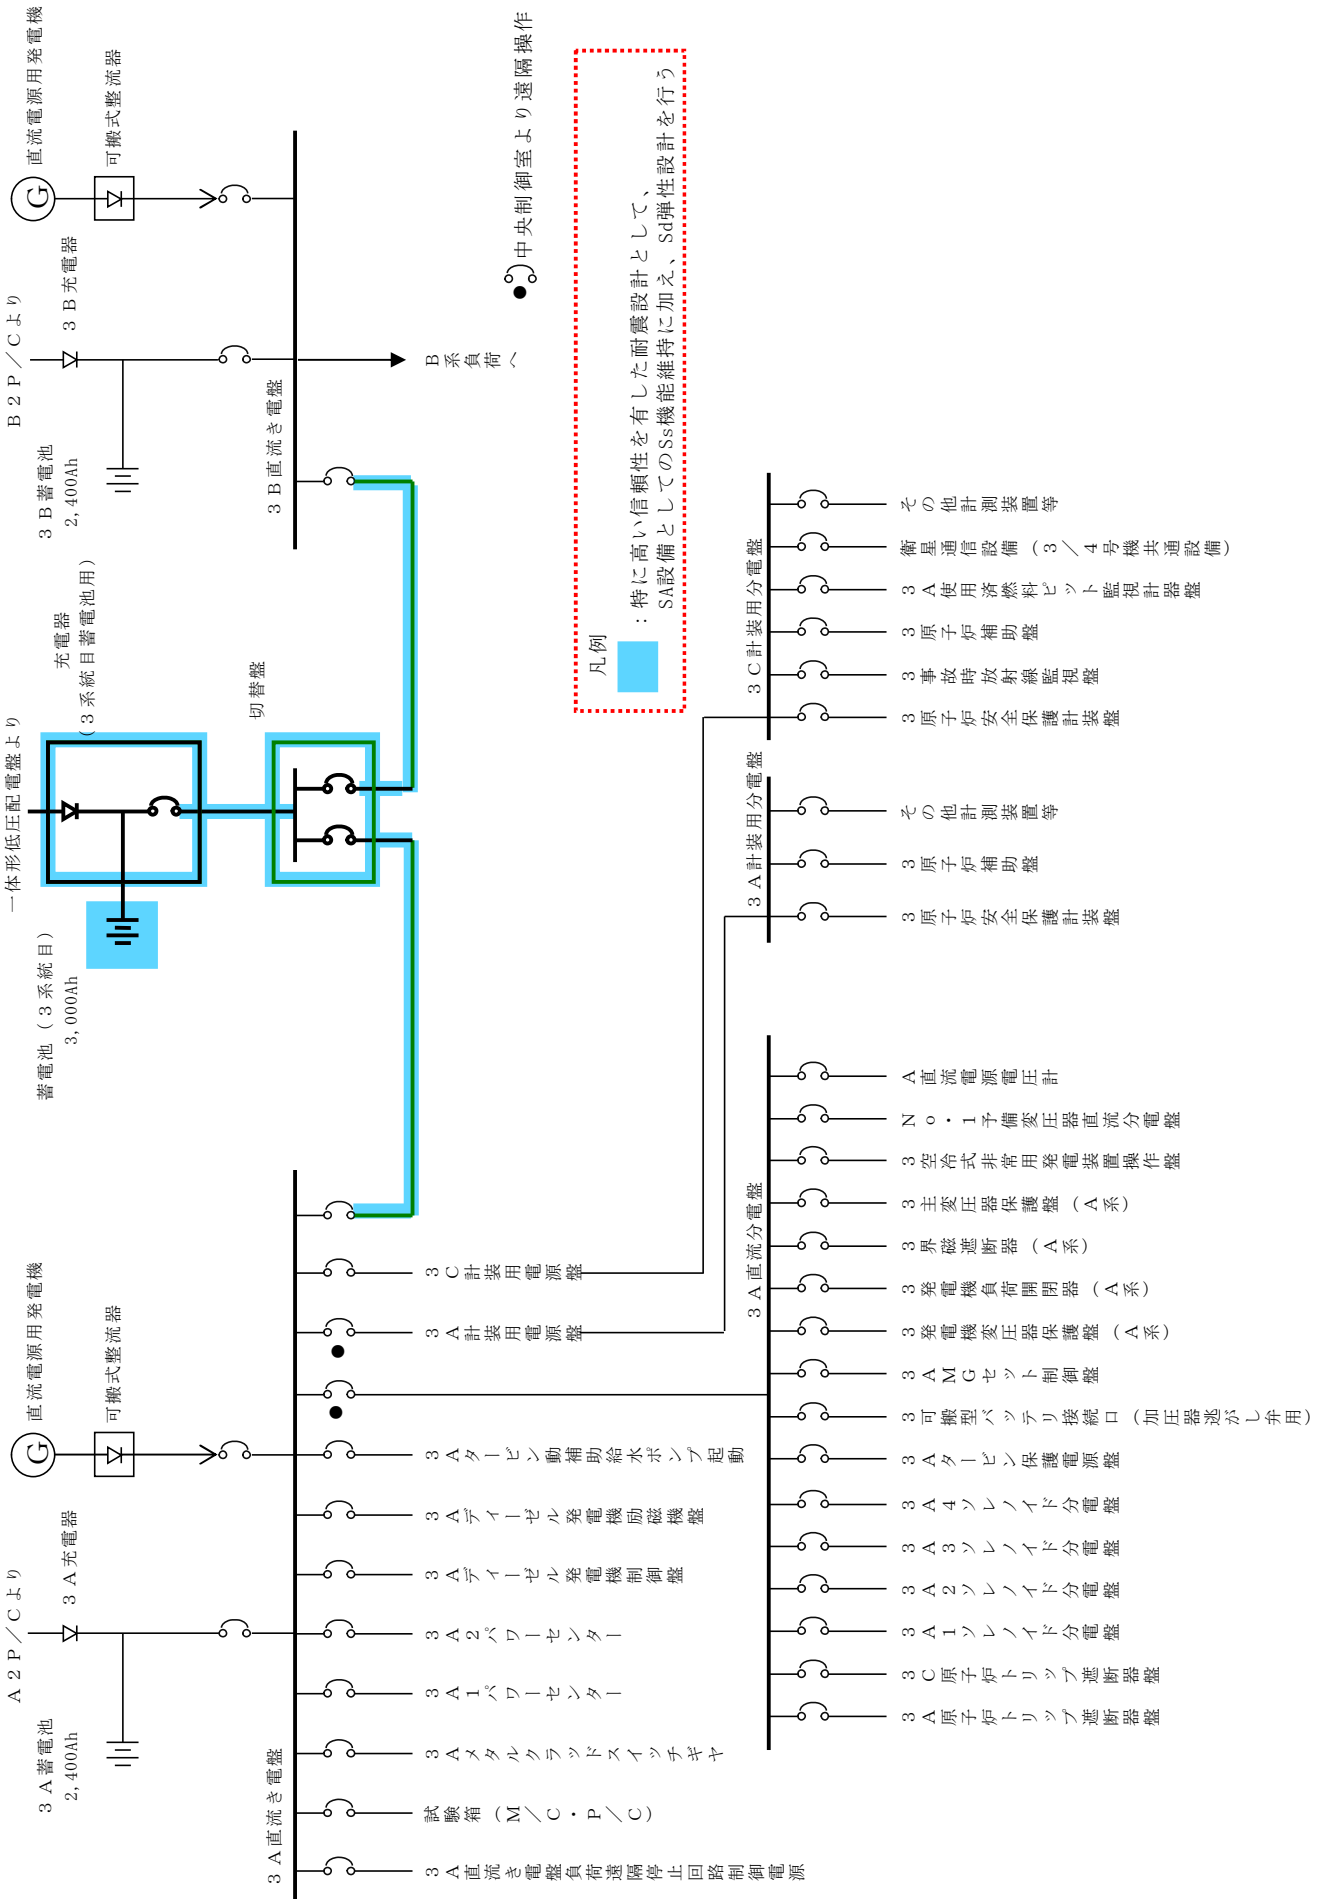 A2P/Cより
3A充電器
3A蓄電池
2,400Ah
直流電源用発電機
G
可搬式整流器
一体形低圧配電盤より
充電器
(3系統目蓄電池用)
蓄電池(3系統目)
3,000Ah
切替盤
B2P/Cより
3B充電器
3B蓄電池
2,400Ah
直流電源用発電機
G
可搬式整流器
3A直流き電盤
3B直流き電盤
3A直流き電盤負荷遠隔停止回路制御電源
試験箱(M/C・P/C)
3Aメタルクラッドスイッチギヤ
3A1パワーセンター
3A2パワーセンター
3Aディーゼル発電機制御盤
3Aディーゼル発電機励磁機盤
3Aタービン動補助給水ポンプ起動
3A計装用電源盤
3C計装用電源盤
B系負荷へ
中央制御室より遠隔操作
凡例
:特に高い信頼性を有した耐震設計として、
SA設備としてのSs機能維持に加え、Sd弾性設計を行う
3A直流分電盤
3A原子炉トリップ遮断器盤
3C原子炉トリップ遮断器盤
3A1ソレノイド分電盤
3A2ソレノイド分電盤
3A3ソレノイド分電盤
3A4ソレノイド分電盤
3Aタービン保護電源盤
3可搬型バッテリ接続口(加圧器逃がし弁用)
3AMGセット制御盤
3発電機変圧器保護盤(A系)
3発電機負荷開閉器(A系)
3界磁遮断器(A系)
3主変圧器保護盤(A系)
3空冷式非常用発電装置操作盤
No・1予備変圧器直流分電盤
A直流電源電圧計
3A計装用分電盤
3原子炉安全保護計装盤
3原子炉補助盤
その他計測装置等
3C計装用分電盤
3原子炉安全保護計装盤
3事故時放射線監視盤
3原子炉補助盤
3A使用済燃料ピット監視計器盤
衛星通信設備(3/4号機共通設備)
その他計測装置等